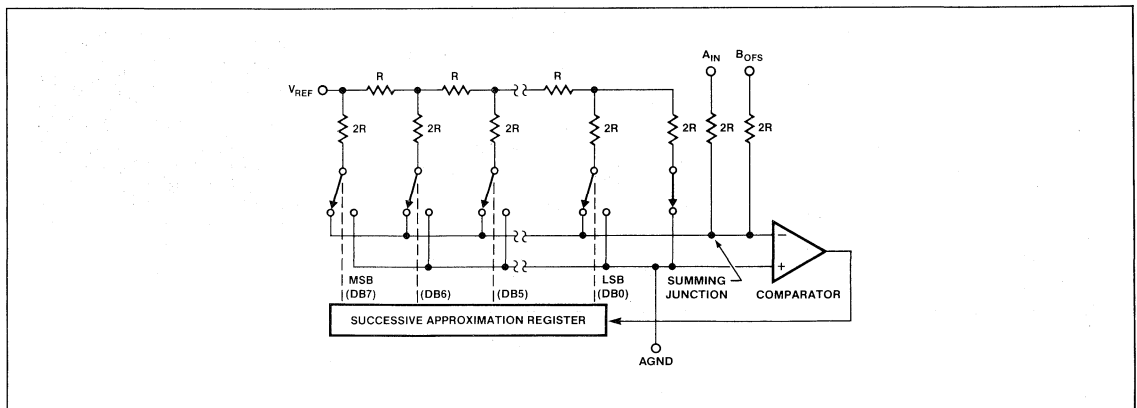 A_IN B_OFS
R R R
V_REF
2R 2R 2R 2R 2R 2R 2R
−
+
MSB LSB SUMMING
(DB7) (DB6) (DB5) (DB0) JUNCTION COMPARATOR
SUCCESSIVE APPROXIMATION REGISTER
AGND